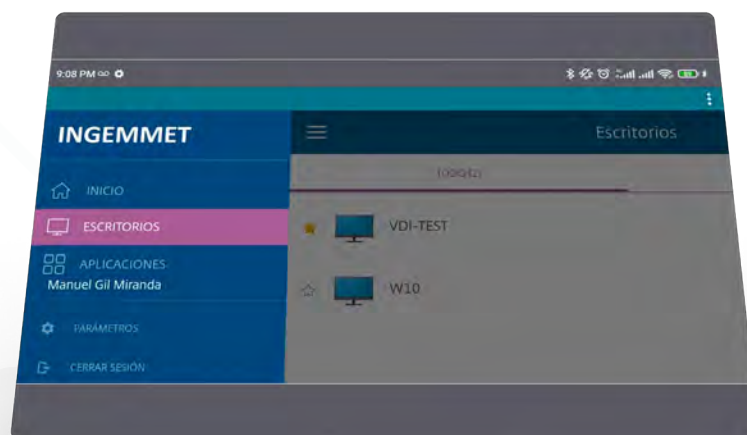 9:08 PM
INGEMMET
Escritorios
INICIO
ESCRITORIOS
VDI-TEST
APLICACIONES
Manuel Gil Miranda
W10
PARÁMETROS
CERRAR SESIÓN